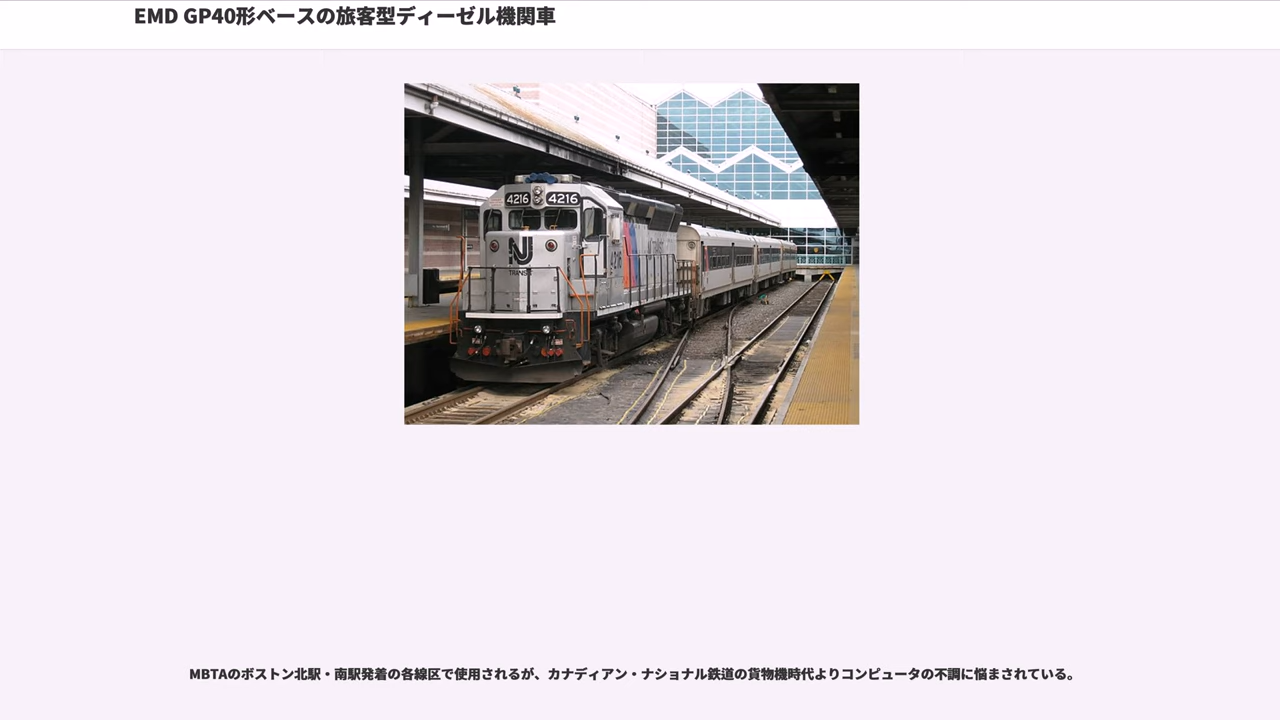 EMD GP40形ベースの旅客型ディーゼル機関車
4216 4216
NJ
TRANSIT
MBTAのボストン北駅・南駅発着の各線区で使用されるが、カナディアン・ナショナル鉄道の貨物機時代よりコンピュータの不調に悩まされている。